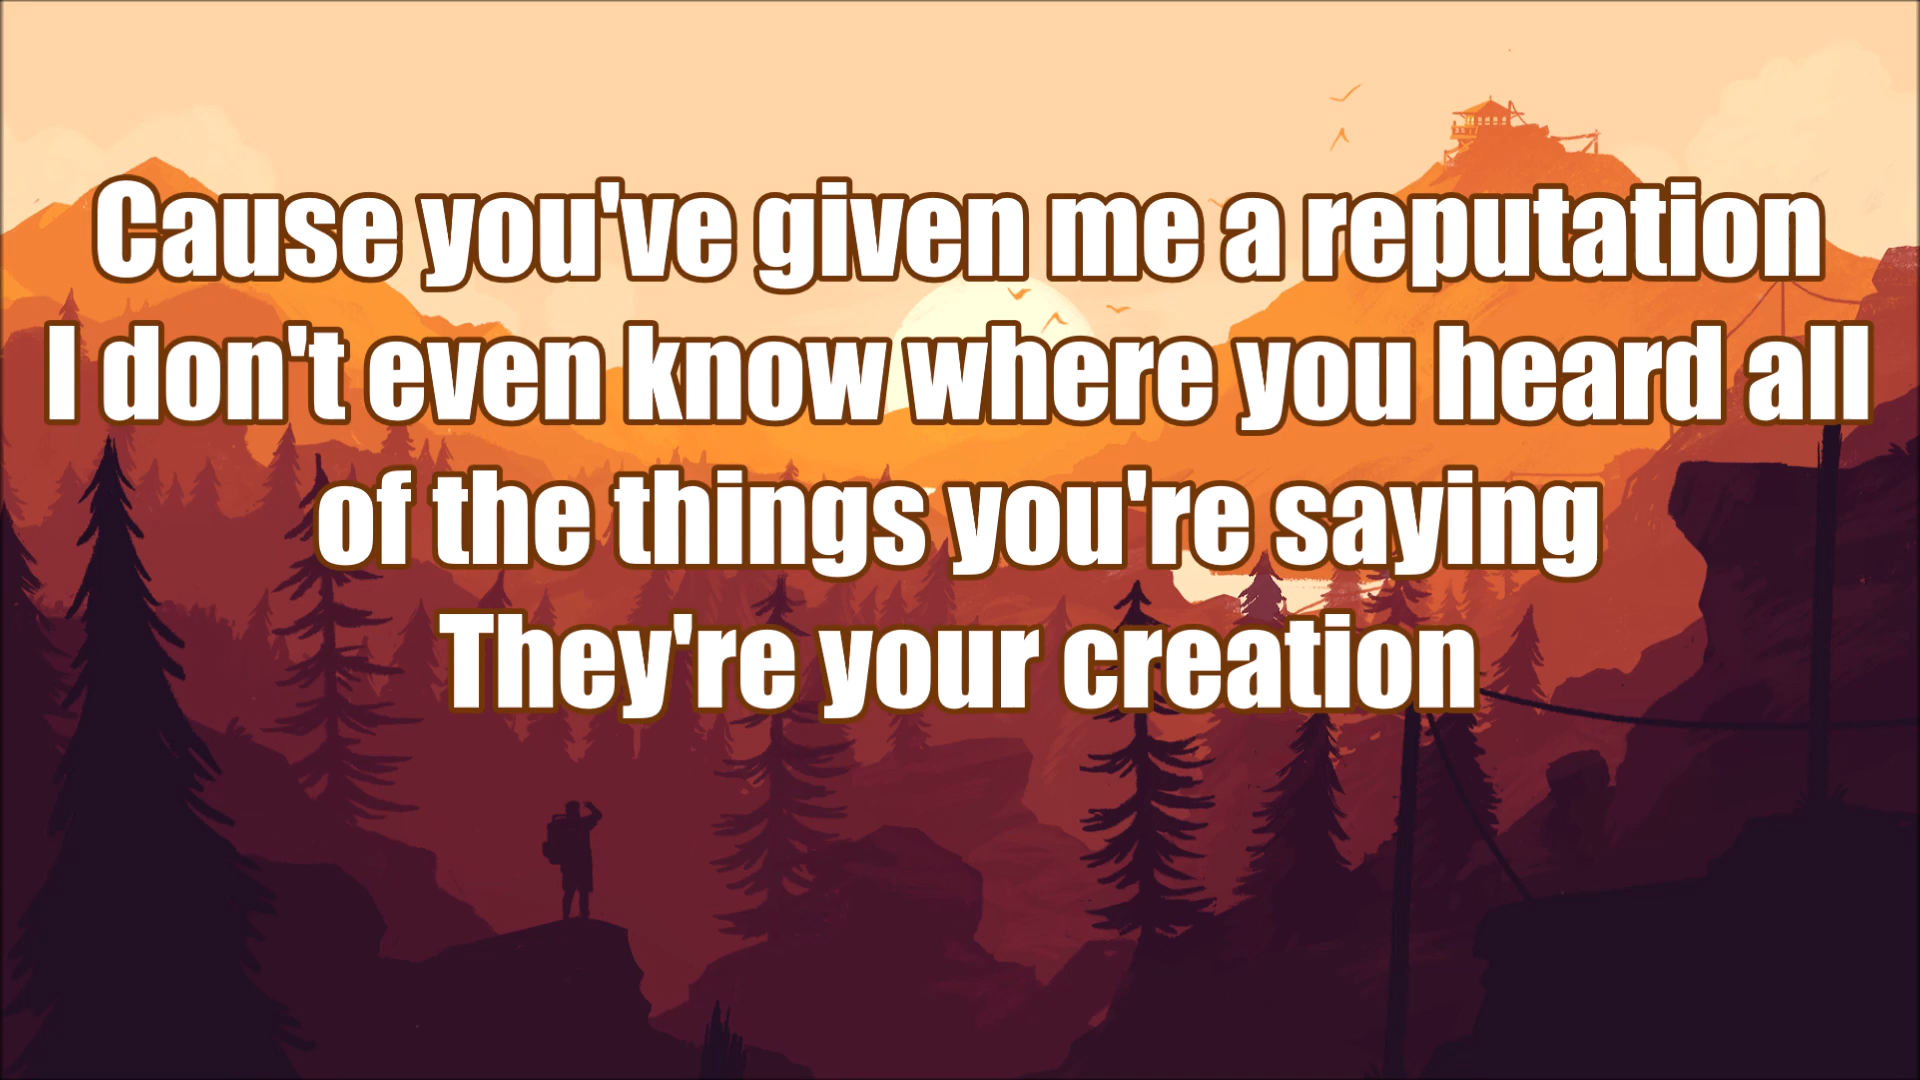 Cause you've given me a reputation
I don't even know where you heard all
of the things you're saying
They're your creation